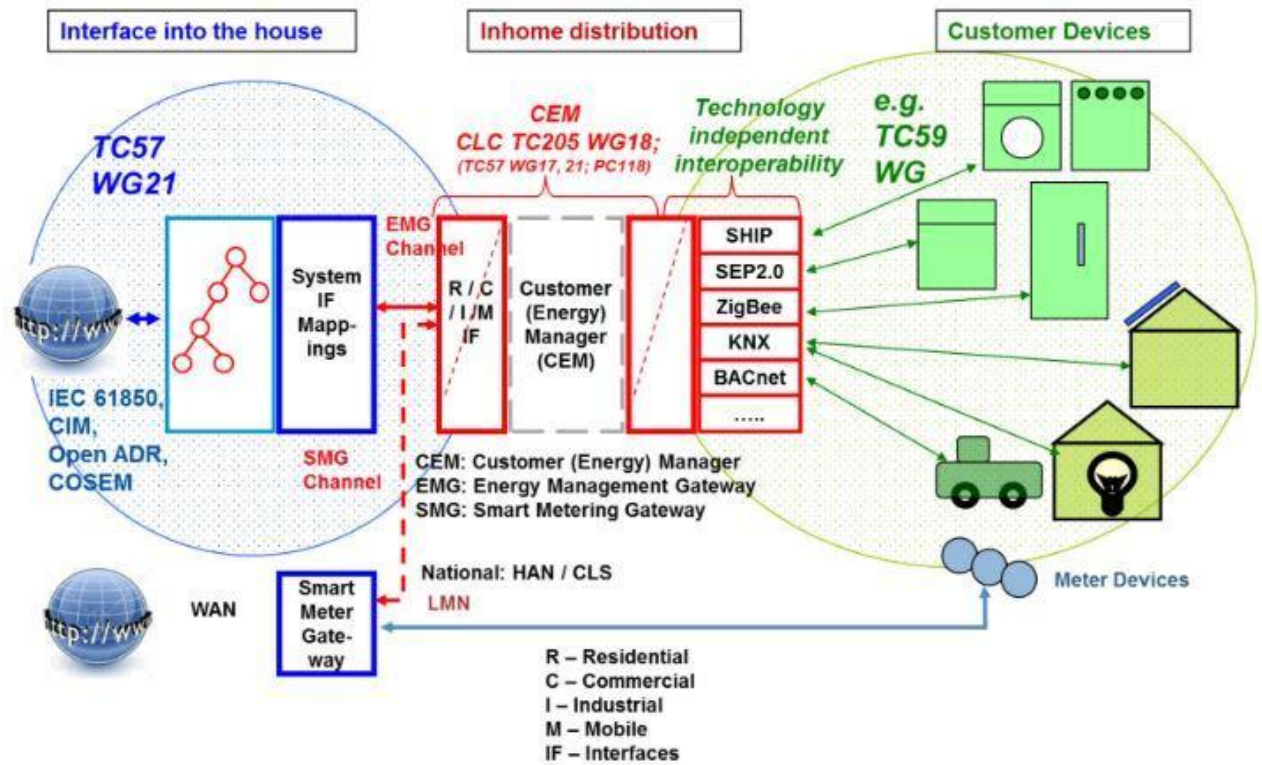 Interface into the house
Inhome distribution
Customer Devices
TC57
WG21
CEM
CLC TC205 WG18;
(TC57 WG17, 21; PC118)
Technology
independent
interoperability
e.g.
TC59
WG
EMG
Channel
System
IF
Mapp-
ings
R / C
/ I /M
IF
Customer
(Energy)
Manager
(CEM)
SHIP
SEP2.0
ZigBee
KNX
BACnet
.....
ttp://ww
IEC 61850,
CIM,
Open ADR,
COSEM
SMG
Channel
CEM: Customer (Energy) Manager
EMG: Energy Management Gateway
SMG: Smart Metering Gateway
National: HAN / CLS
LMN
ttp://ww
WAN
Smart
Meter
Gate-
way
Meter Devices
R – Residential
C – Commercial
I – Industrial
M – Mobile
IF – Interfaces